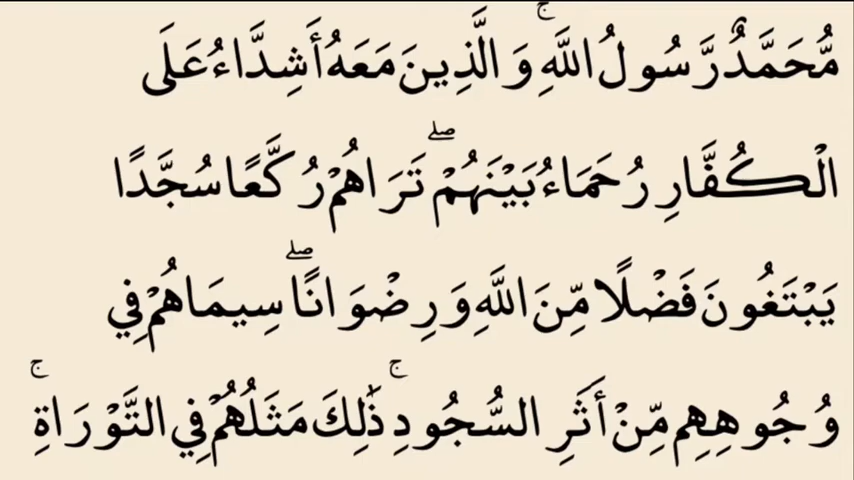 مُّحَمَّدٌ رَّسُولُ اللَّهِ ۚ وَالَّذِينَ مَعَهُ أَشِدَّاءُ عَلَى
الْكُفَّارِ رُحَمَاءُ بَيْنَهُمْ ۖ تَرَاهُمْ رُكَّعًا سُجَّدًا
يَبْتَغُونَ فَضْلًا مِّنَ اللَّهِ وَرِضْوَانًا ۖ سِيمَاهُمْ فِي
وُجُوهِهِم مِّنْ أَثَرِ السُّجُودِ ۚ ذَٰلِكَ مَثَلُهُمْ فِي التَّوْرَاةِ ۚ